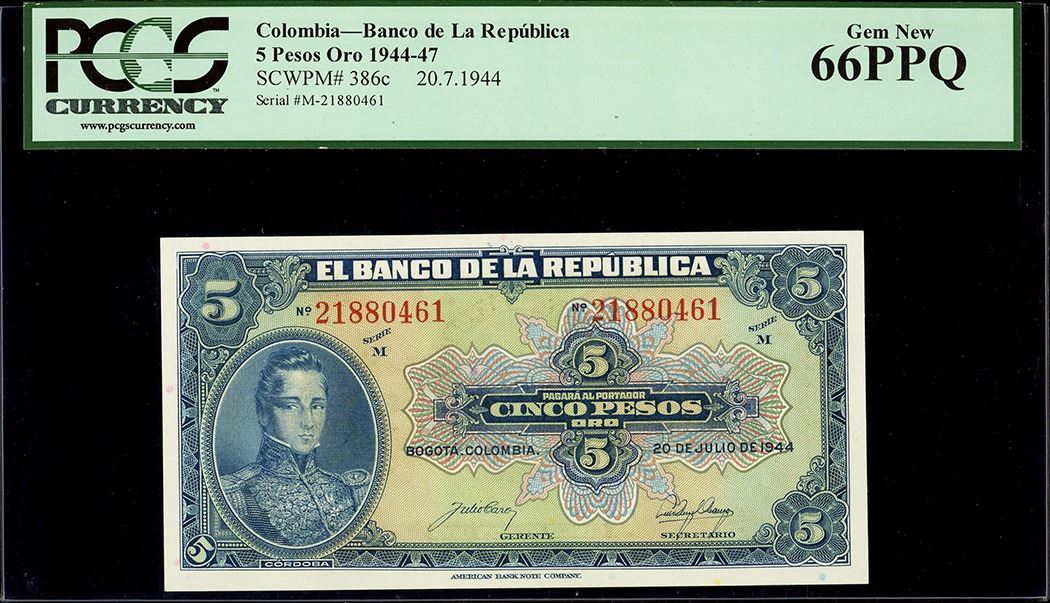 PCGS
CURRENCY
www.pcgscurrency.com
Colombia—Banco de La República
5 Pesos Oro 1944-47
SCWPM# 386c 20.7.1944
Serial #M-21880461
Gem New
66PPQ
EL BANCO DE LA REPÚBLICA
5 5
Nº 21880461 Nº 21880461
SERIE M SERIE M
5
PAGARÁ AL PORTADOR
CINCO PESOS
ORO
BOGOTÁ, COLOMBIA. 20 DE JULIO DE 1944
5
Julio Caro
GERENTE SECRETARIO
5 5
CÓRDOBA
AMERICAN BANK NOTE COMPANY.